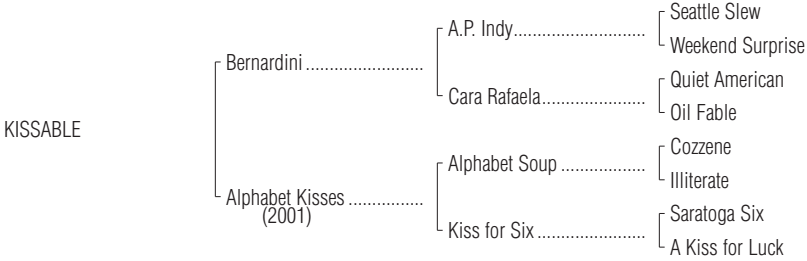 Seattle Slew
A.P. Indy..............................
Weekend Surprise
Bernardini ...........................
Quiet American
Cara Rafaela........................
Oil Fable
KISSABLE
Cozzene
Alphabet Soup ....................
Illiterate
Alphabet Kisses .................
(2001)
Saratoga Six
Kiss for Six.........................
A Kiss for Luck